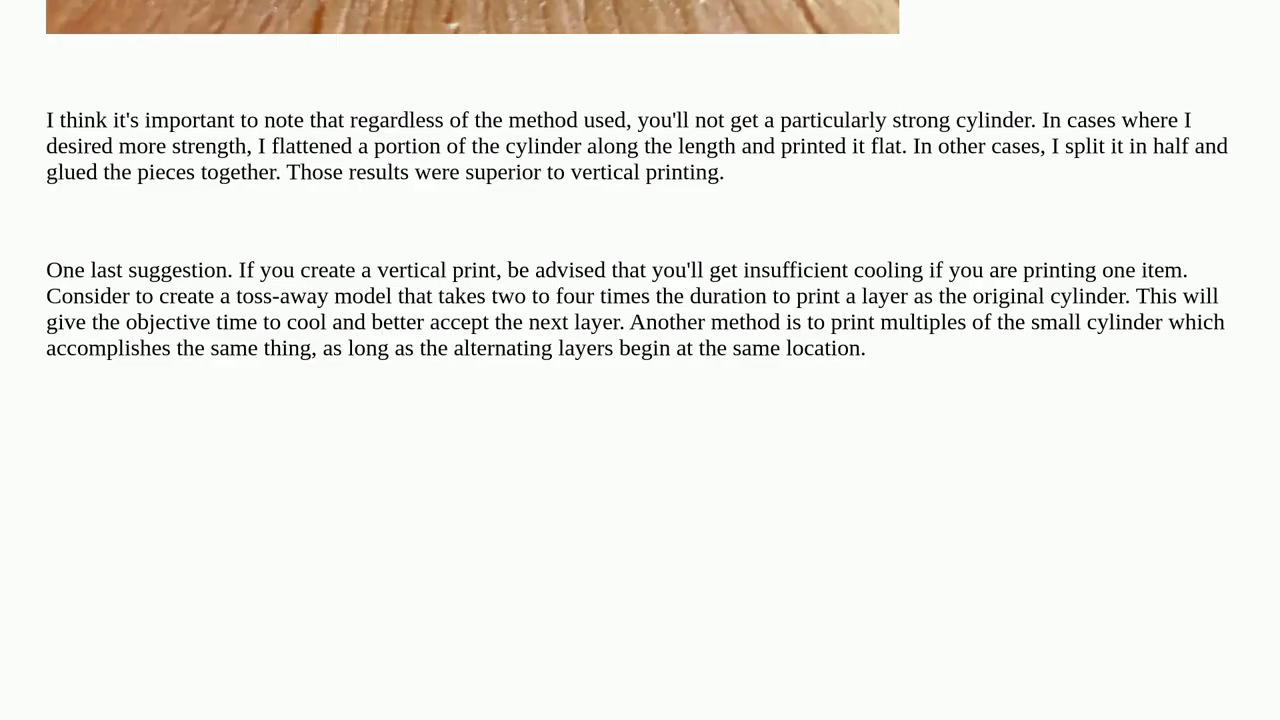 I think it's important to note that regardless of the method used, you'll not get a particularly strong cylinder. In cases where I
desired more strength, I flattened a portion of the cylinder along the length and printed it flat. In other cases, I split it in half and
glued the pieces together. Those results were superior to vertical printing.
One last suggestion. If you create a vertical print, be advised that you'll get insufficient cooling if you are printing one item.
Consider to create a toss-away model that takes two to four times the duration to print a layer as the original cylinder. This will
give the objective time to cool and better accept the next layer. Another method is to print multiples of the small cylinder which
accomplishes the same thing, as long as the alternating layers begin at the same location.